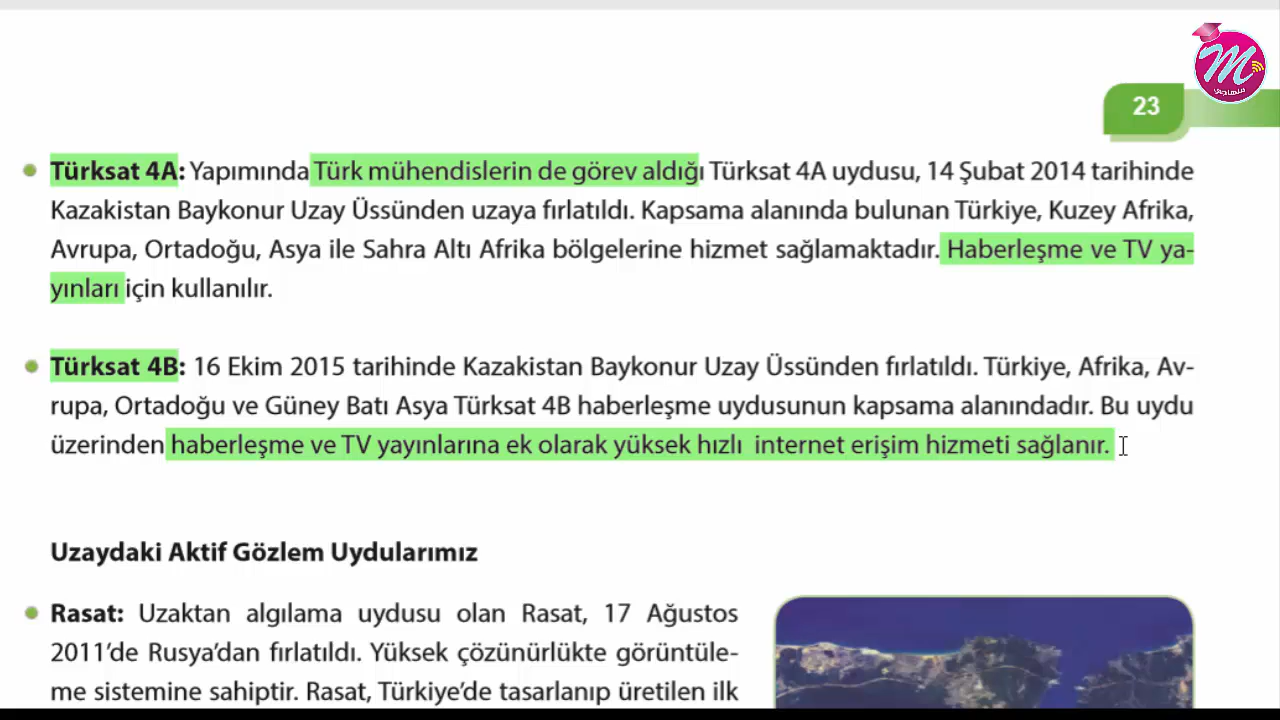 منهاجي
23
Türksat 4A: Yapımında Türk mühendislerin de görev aldığı Türksat 4A uydusu, 14 Şubat 2014 tarihinde
Kazakistan Baykonur Uzay Üssünden uzaya fırlatıldı. Kapsama alanında bulunan Türkiye, Kuzey Afrika,
Avrupa, Ortadoğu, Asya ile Sahra Altı Afrika bölgelerine hizmet sağlamaktadır. Haberleşme ve TV ya-
yınları için kullanılır.
Türksat 4B: 16 Ekim 2015 tarihinde Kazakistan Baykonur Uzay Üssünden fırlatıldı. Türkiye, Afrika, Av-
rupa, Ortadoğu ve Güney Batı Asya Türksat 4B haberleşme uydusunun kapsama alanındadır. Bu uydu
üzerinden haberleşme ve TV yayınlarına ek olarak yüksek hızlı internet erişim hizmeti sağlanır.
Uzaydaki Aktif Gözlem Uydularımız
Rasat: Uzaktan algılama uydusu olan Rasat, 17 Ağustos
2011’de Rusya’dan fırlatıldı. Yüksek çözünürlükte görüntüle-
me sistemine sahiptir. Rasat, Türkiye’de tasarlanıp üretilen ilk